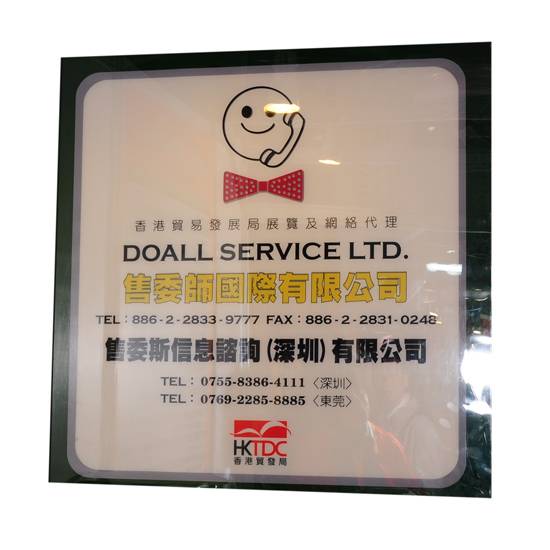 香港貿易發展局展覽及網絡代理
DOALL SERVICE LTD.
售委師國際有限公司
TEL：886-2-2833-9777 FAX：886-2-2831-0248
售委斯信息諮詢(深圳)有限公司
TEL：0755-8386-4111〈深圳〉
TEL：0769-2285-8885〈東莞〉
HKTDC
香港貿發局